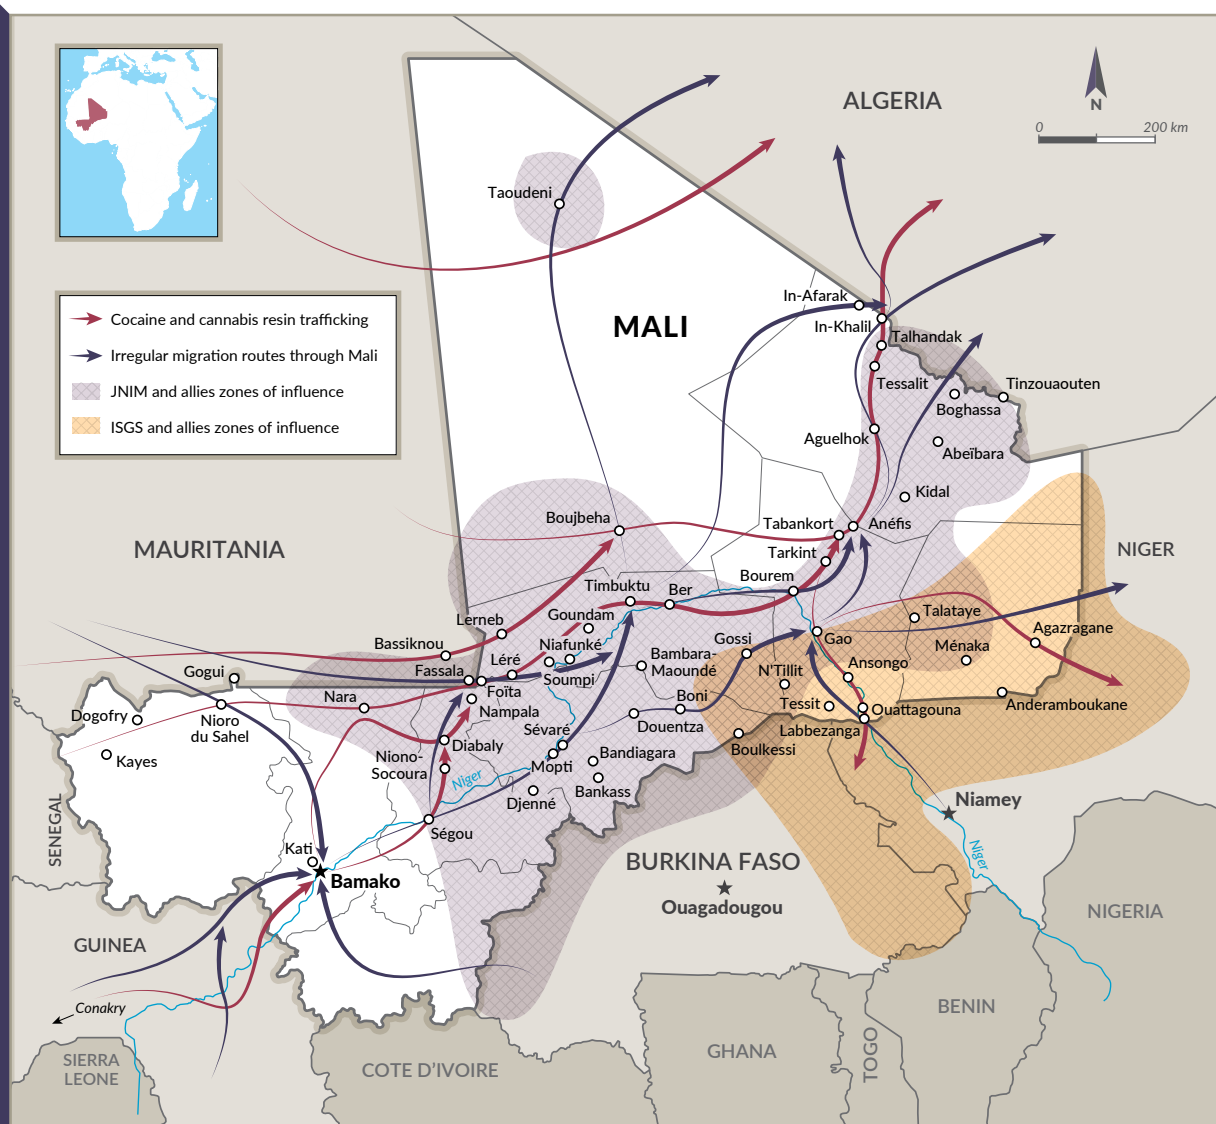 ALGERIA
N
0
200 km
Taoudeni
Cocaine and cannabis resin trafficking
Irregular migration routes through Mali
JNIM and allies zones of influence
ISGS and allies zones of influence
MALI
In-Afarak
In-Khalil
Talhandak
Tessalit
Tinzouaouten
Boghassa
Aguelhok
Abeïbara
Kidal
MAURITANIA
Boujbeha
Tabankort
Anéfis
Tarkint
NIGER
Timbuktu
Ber
Bourem
Goundam
Lerneb
Talataye
Agazragane
Bassiknou
Niafunké
Gossi
Gao
Ménaka
Gogui
Fassala
Léré
Soumpi
Bambara-
Maoundé
Ansongo
N'Tillit
Foïta
Nara
Nampala
Boni
Tessit
Ouattagouna
Anderamboukane
Dogofry
Nioro
du Sahel
Sévaré
Douentza
Labbezanga
Diabaly
Boulkessi
Kayes
Niono-
Socoura
Mopti
Bandiagara
Niger
Bankass
Djenné
Niamey
SENEGAL
Ségou
Kati
Niger
Bamako
BURKINA FASO
Ouagadougou
NIGERIA
GUINEA
Conakry
BENIN
SIERRA
LEONE
COTE D'IVOIRE
GHANA
TOGO